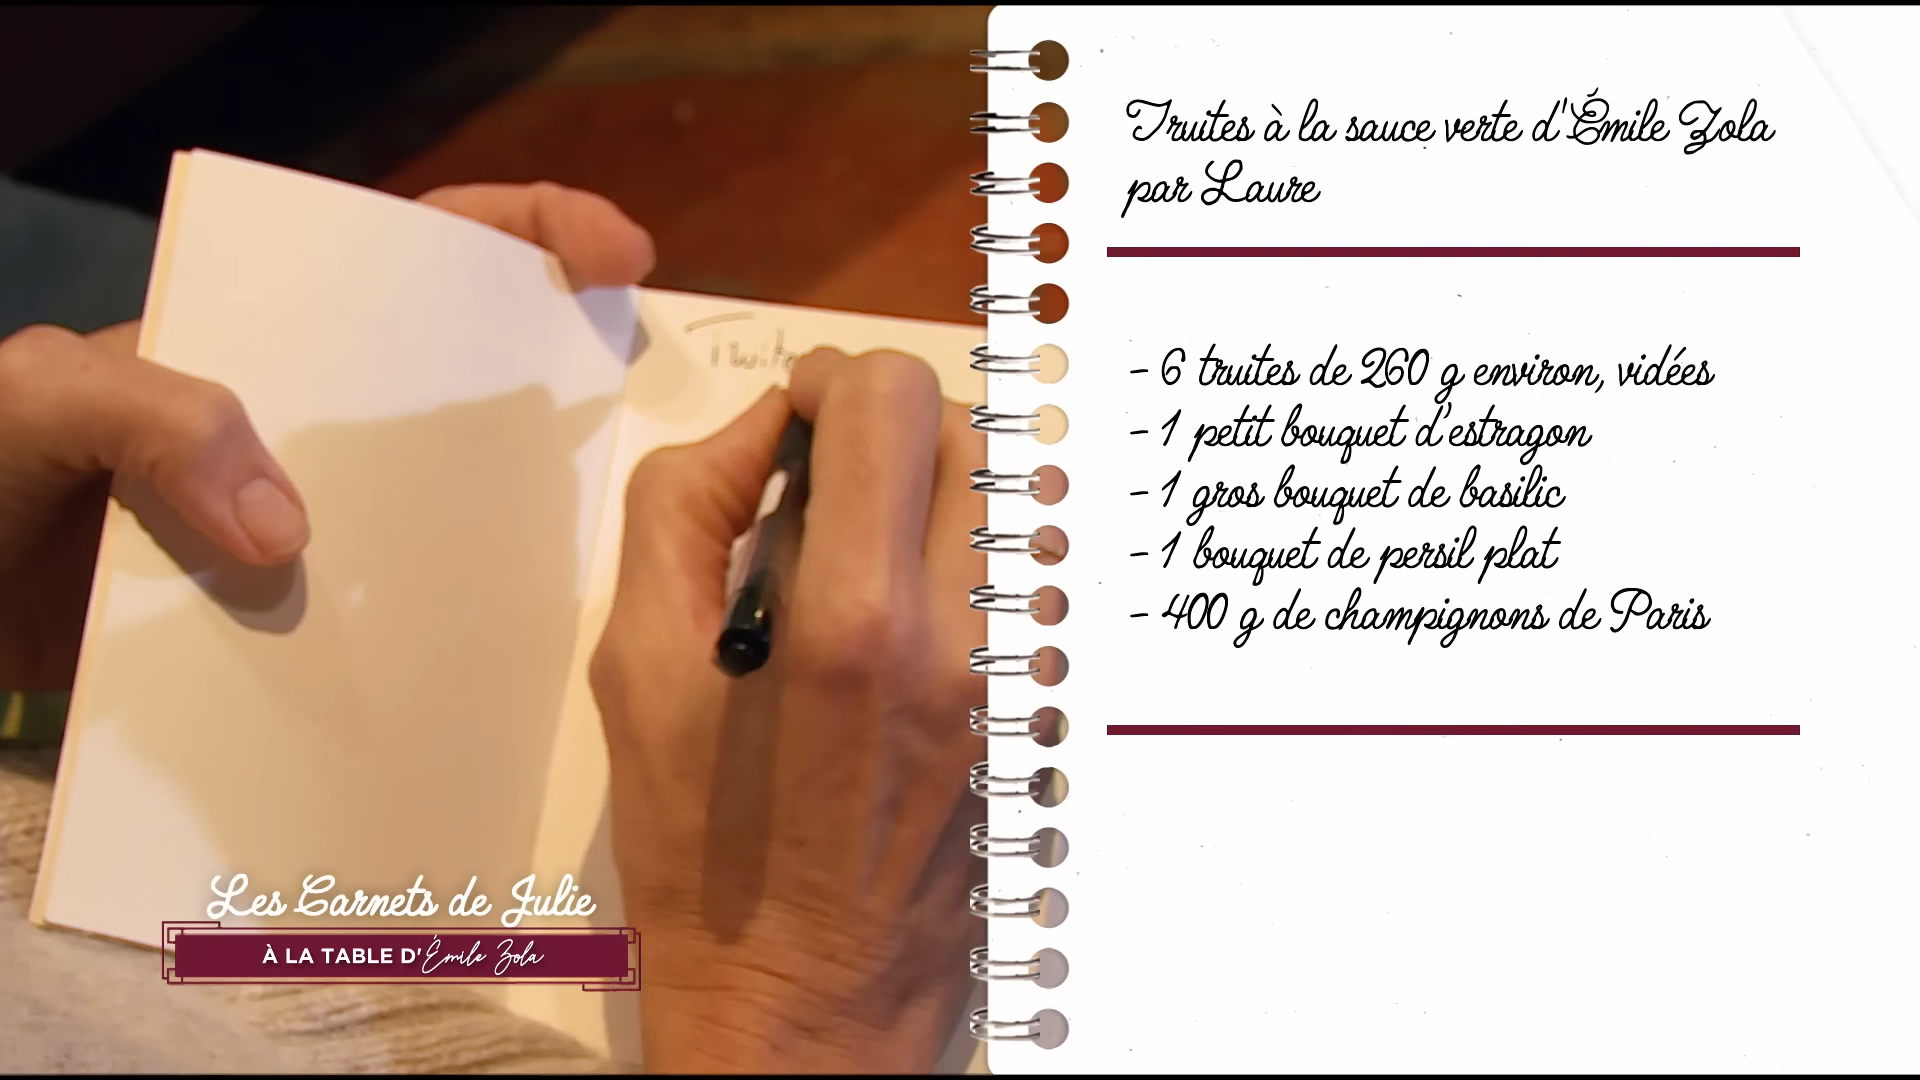 Truites à la sauce verte d'Émile Zola
par Laure
- 6 truites de 260 g environ, vidées
- 1 petit bouquet d'estragon
- 1 gros bouquet de basilic
- 1 bouquet de persil plat
- 400 g de champignons de Paris
Les Carnets de Julie
À LA TABLE D'Émile Zola